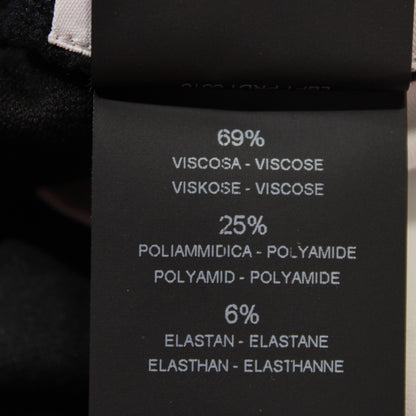 69%
VISCOSA - VISCOSE
VISKOSE - VISCOSE
25%
POLIAMMIDICA - POLYAMIDE
POLYAMID - POLYAMIDE
6%
ELASTAN - ELASTANE
ELASTHAN - ELASTHANNE